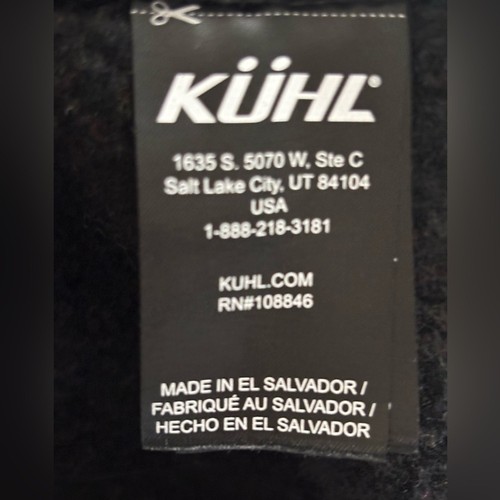 KÜHL®
1635 S. 5070 W, Ste C
Salt Lake City, UT 84104
USA
1-888-218-3181
KUHL.COM
RN#108846
MADE IN EL SALVADOR /
FABRIQUÉ AU SALVADOR /
HECHO EN EL SALVADOR